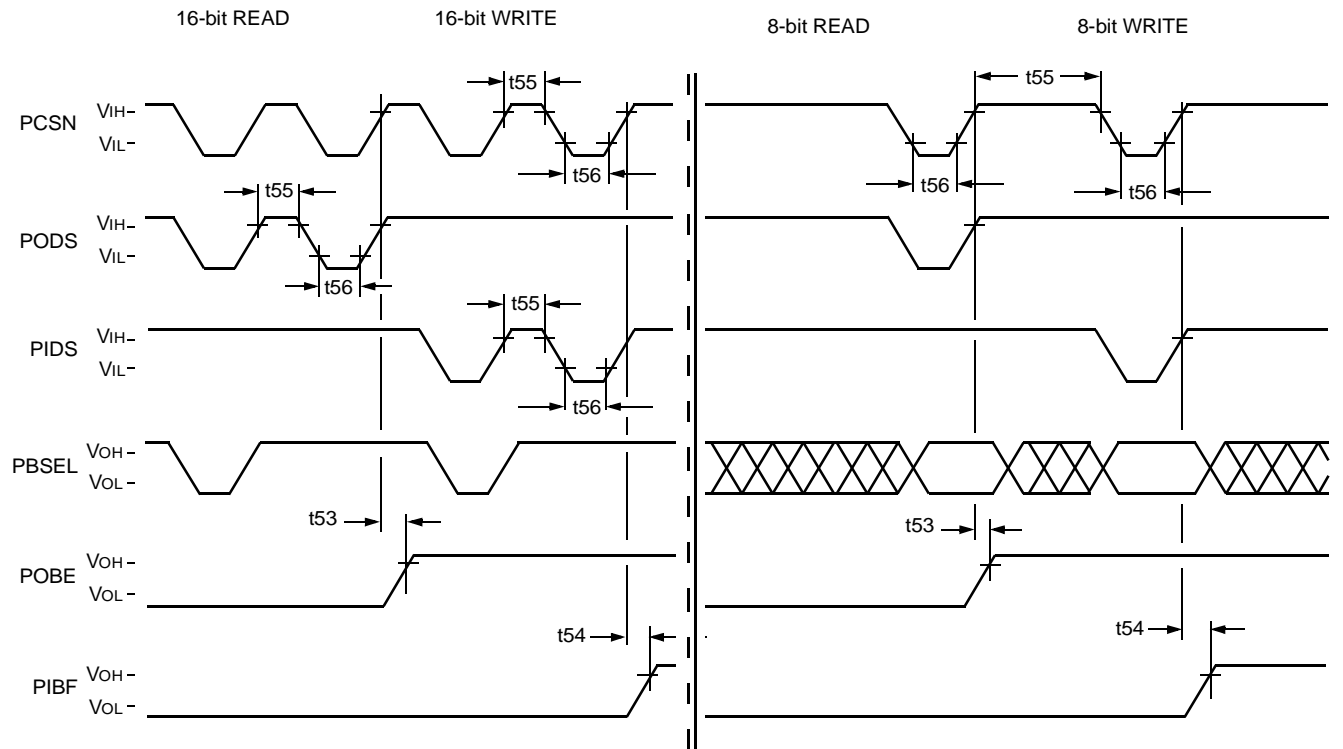 16-bit READ 16-bit WRITE 8-bit READ 8-bit WRITE
t55 t55
PCSN VIH–
VIL–
t56 t56 t56
t55
PODS VIH–
VIL–
t56
t55
PIDS VIH–
VIL–
t56
PBSEL VOH–
VOL–
t53 t53
POBE VOH–
VOL–
t54 t54
PIBF VOH–
VOL–